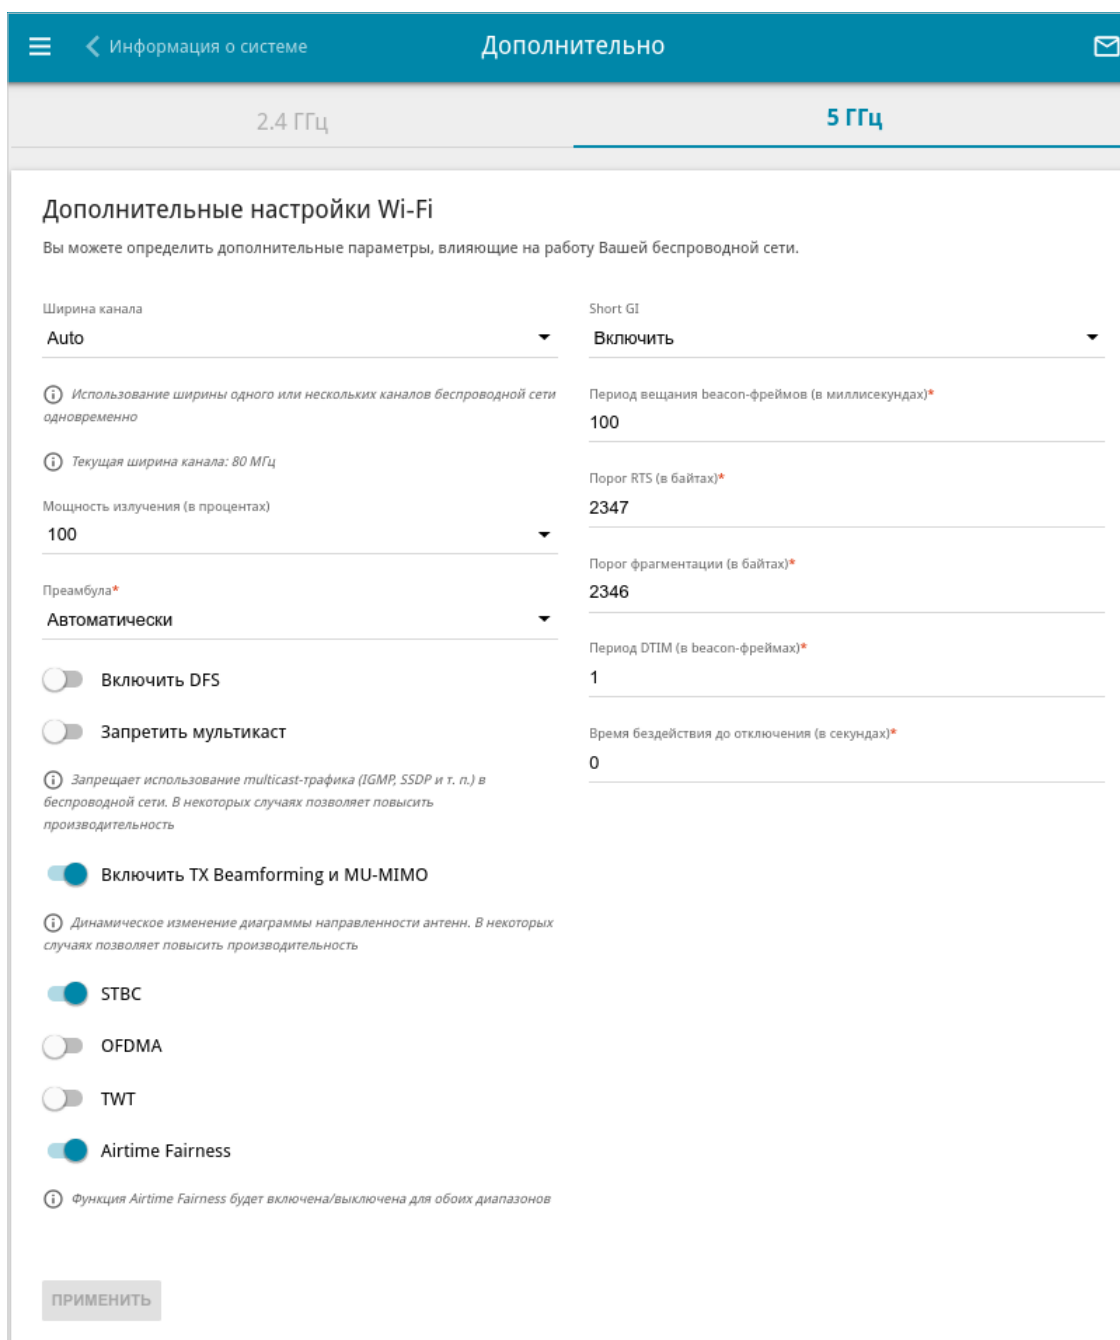 Информация о системе
Дополнительно
2.4 ГГц
5 ГГц
Дополнительные настройки Wi-Fi
Вы можете определить дополнительные параметры, влияющие на работу Вашей беспроводной сети.
Ширина канала
Auto
Использование ширины одного или нескольких каналов беспроводной сети
одновременно
Текущая ширина канала: 80 МГц
Мощность излучения (в процентах)
100
Преамбула*
Автоматически
Включить DFS
Запретить мультикаст
Запрещает использование multicast-трафика (IGMP, SSDP и т. п.) в
беспроводной сети. В некоторых случаях позволяет повысить
производительность
Включить TX Beamforming и MU-MIMO
Динамическое изменение диаграммы направленности антенн. В некоторых
случаях позволяет повысить производительность
STBC
OFDMA
TWT
Airtime Fairness
Функция Airtime Fairness будет включена/выключена для обоих диапазонов
Short GI
Включить
Период вещания beacon-фреймов (в миллисекундах)*
100
Порог RTS (в байтах)*
2347
Порог фрагментации (в байтах)*
2346
Период DTIM (в beacon-фреймах)*
1
Время бездействия до отключения (в секундах)*
0
ПРИМЕНИТЬ